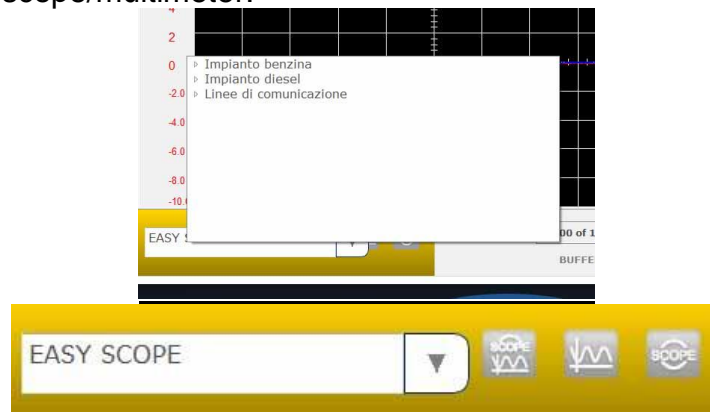 scope/multimeter.
4
2
0
▹ Impianto benzina
▹ Impianto diesel
-2.0
▹ Linee di comunicazione
-4.0
-6.0
-8.0
-10.
EASY
00 of 1
BUFFE
EASY SCOPE
SCOPE
SCOPE